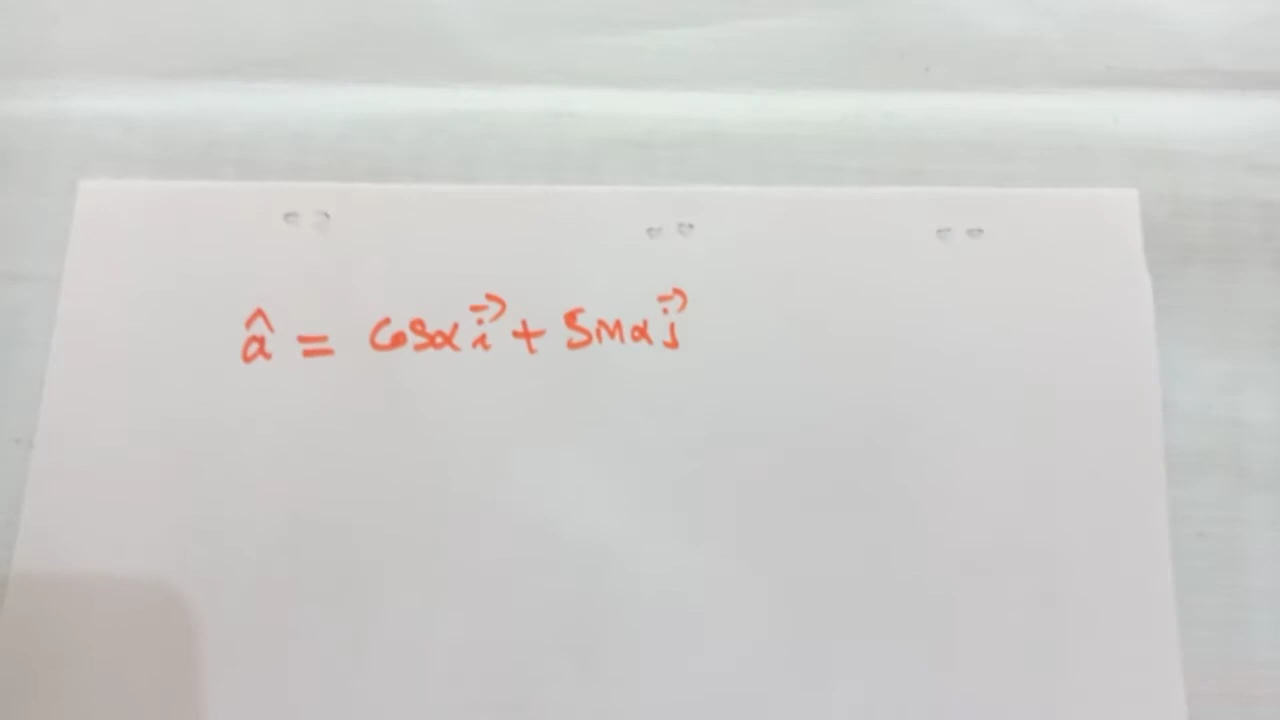 â = cosα i⃗ + sinα j⃗